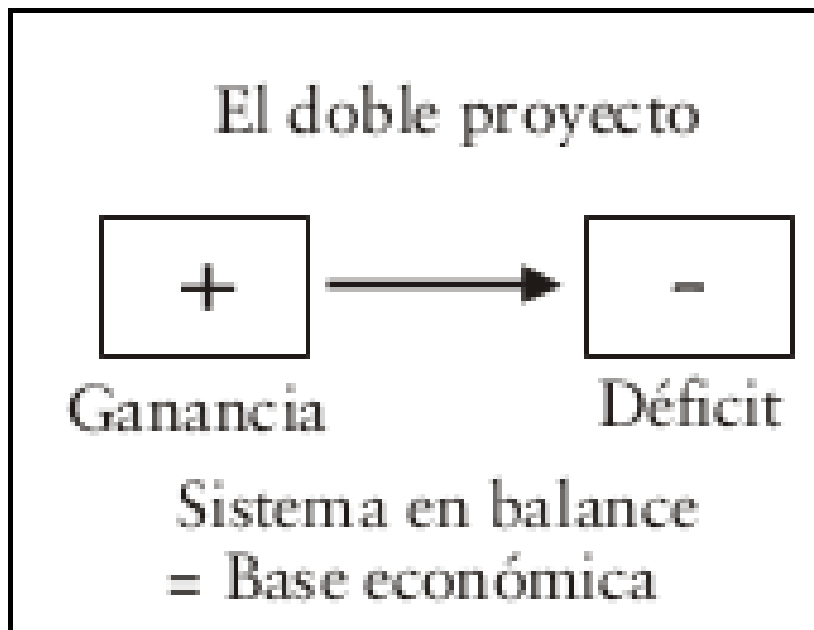 El doble proyecto
+ -
Ganancia Déficit
Sistema en balance
= Base económica